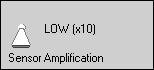 LOW (x10)
Sensor Amplification